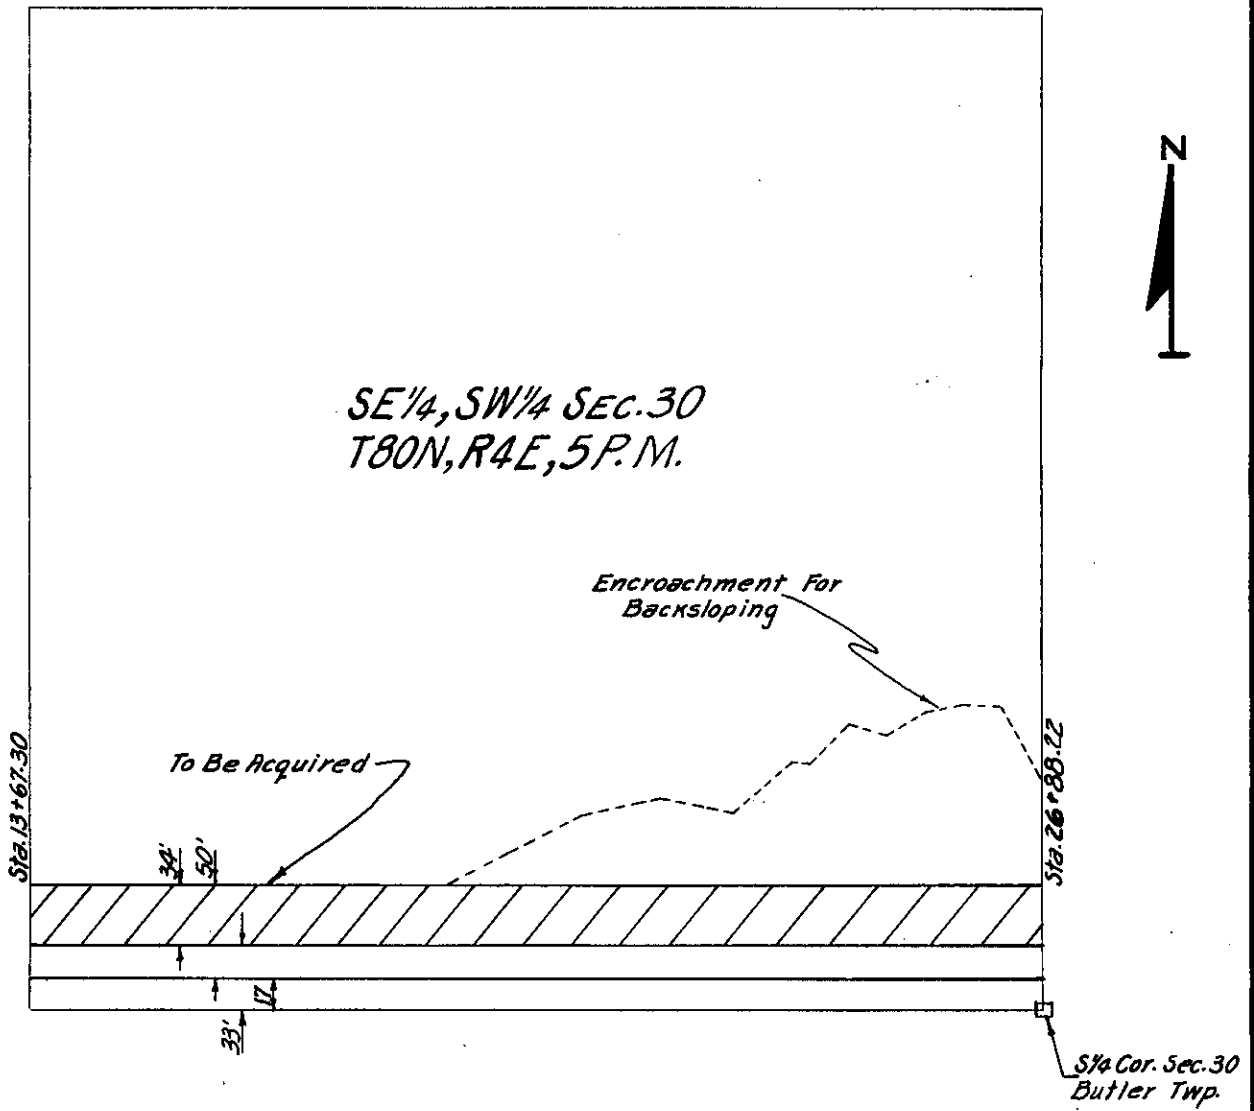 N
SE1/4, SW1/4 SEC. 30
T80N, R4E, 5 P.M.
Encroachment For
Backsloping
To Be Acquired
Sta. 13+67.30
Sta. 26+88.22
34'
50'
17
33'
S1/4 Cor. Sec. 30
Butler Twp.